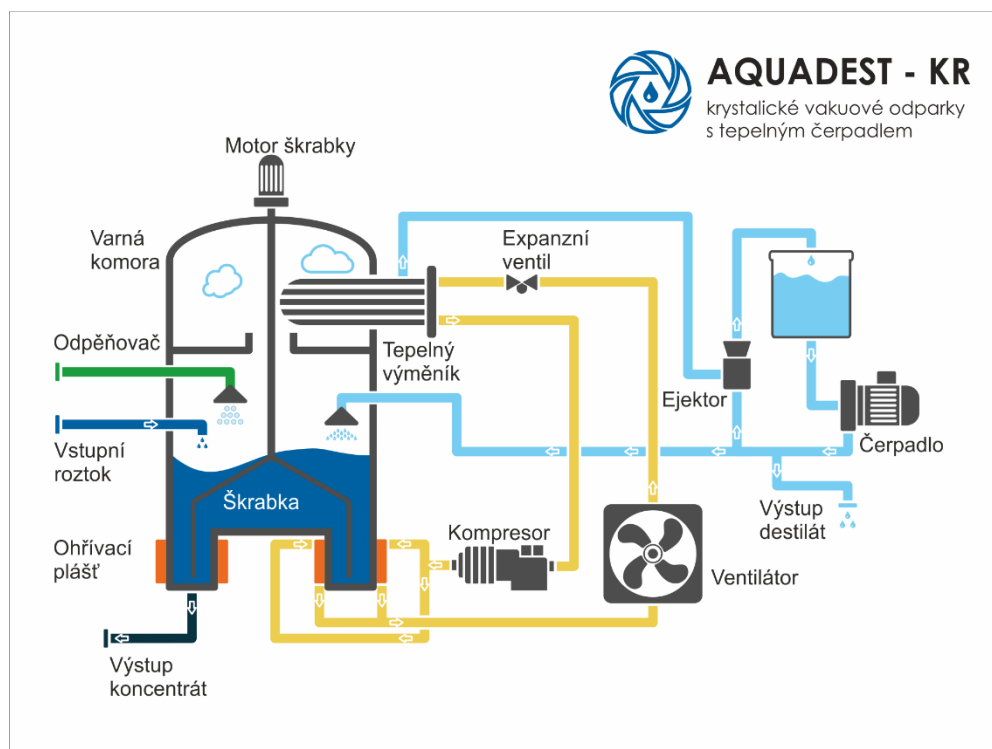 AQUADEST - KR
krystalické vakuové odparky
s tepelným čerpadlem
Motor škrabky
Varná
komora
Expanzní
ventil
Odpěňovač
Tepelný
výměník
Ejektor
Čerpadlo
Vstupní
roztok
Škrabka
Výstup
destilát
Kompresor
Ohřívací
plášť
Ventilátor
Výstup
koncentrát